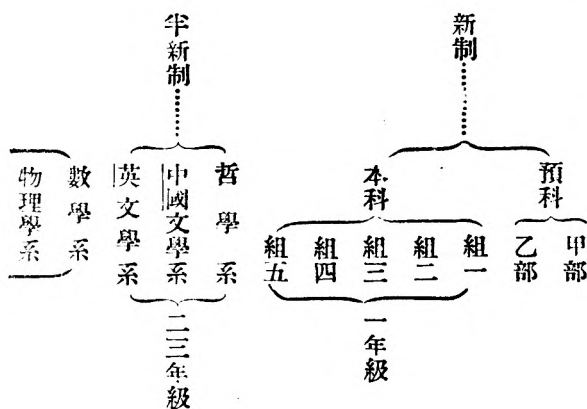 新制
預科
甲部
乙部
本科
組一
組二
組三
組四
組五
一年級
半新制
哲學系
中國文學系
英文學系
二三年級
數學系
物理學系